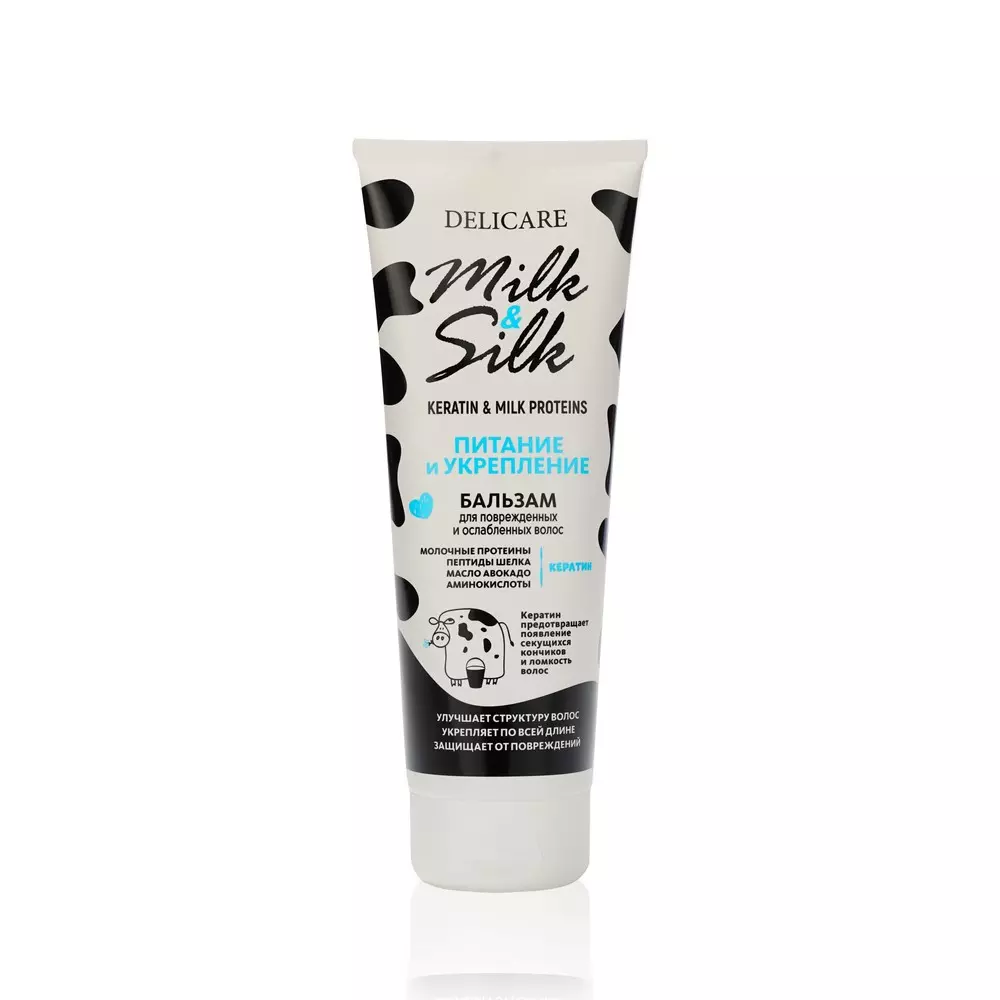 DELICARE
Milk
&
Silk
KERATIN & MILK PROTEINS
ПИТАНИЕ
и УКРЕПЛЕНИЕ
БАЛЬЗАМ
для поврежденных
и ослабленных волос
МОЛОЧНЫЕ ПРОТЕИНЫ
ПЕПТИДЫ ШЕЛКА
МАСЛО АВОКАДО
АМИНОКИСЛОТЫ
КЕРАТИН
Кератин
предотвращает
появление
секущихся
кончиков
и ломкость
волос
УЛУЧШАЕТ СТРУКТУРУ ВОЛОС
УКРЕПЛЯЕТ ПО ВСЕЙ ДЛИНЕ
ЗАЩИЩАЕТ ОТ ПОВРЕЖДЕНИЙ